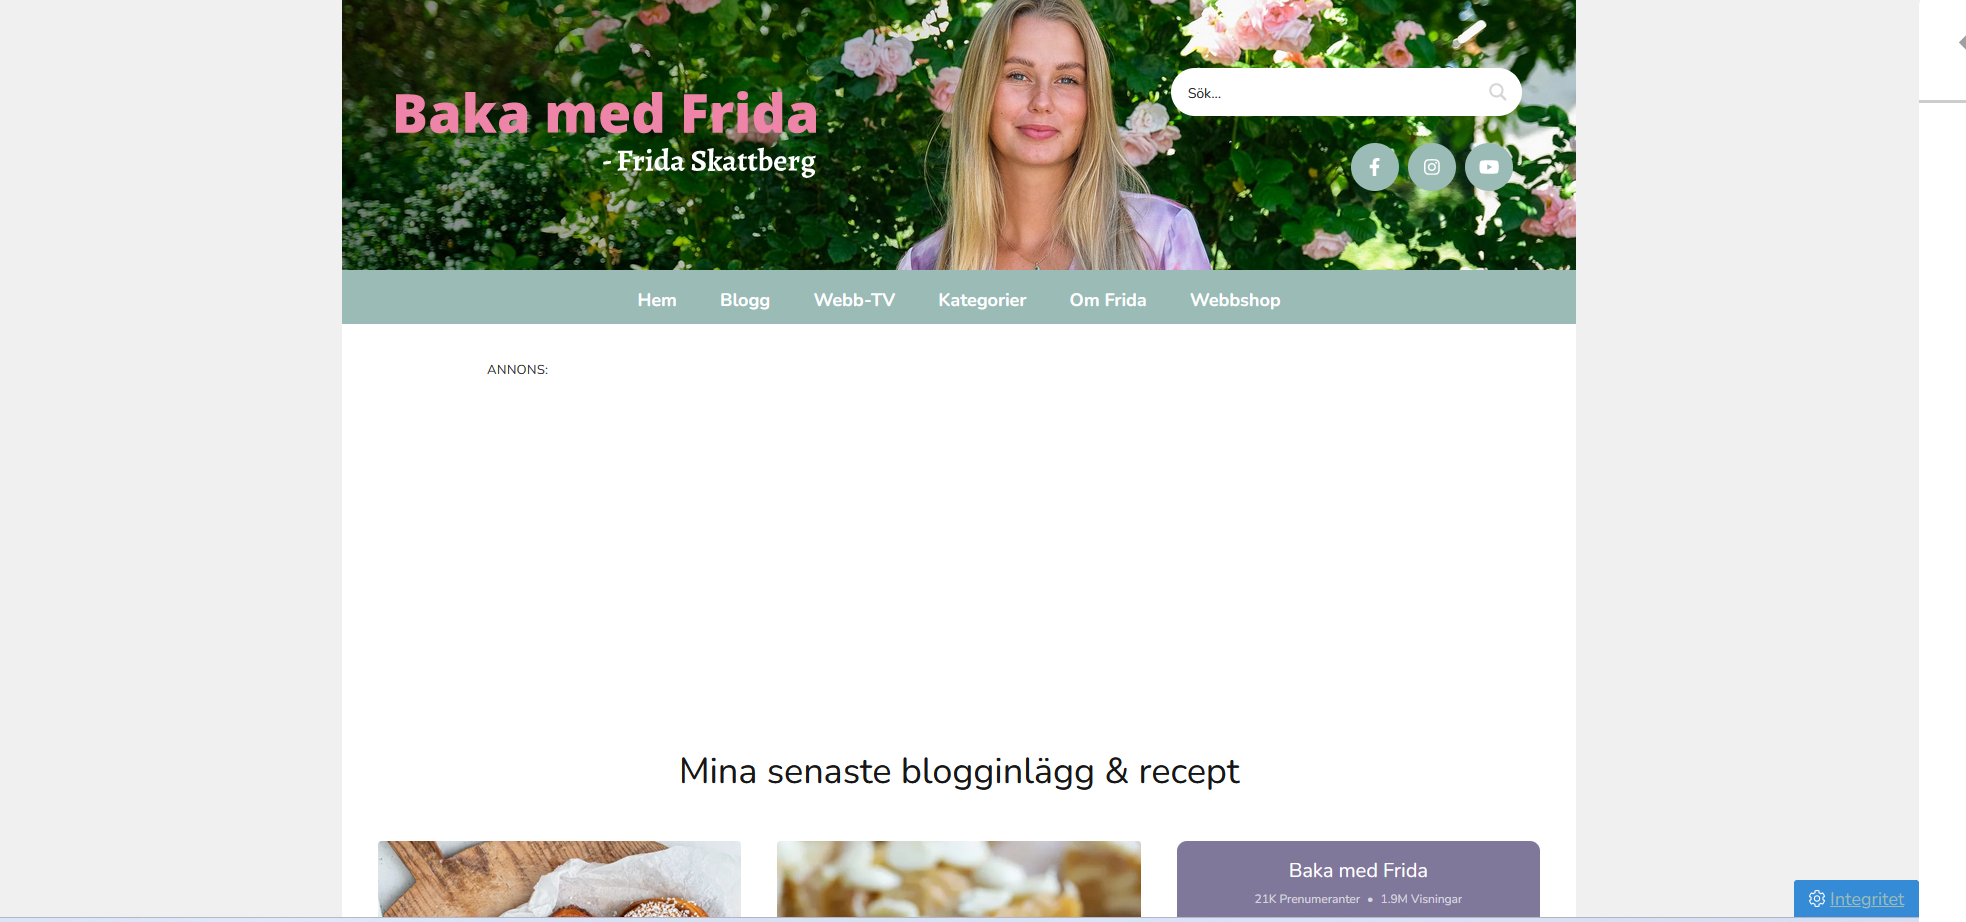 Baka med Frida
- Frida Skattberg
Sök...
Hem Blogg Webb-TV Kategorier Om Frida Webbshop
ANNONS:
Mina senaste blogginlägg & recept
Baka med Frida
21K Prenumeranter • 1.9M Visningar
Integritet